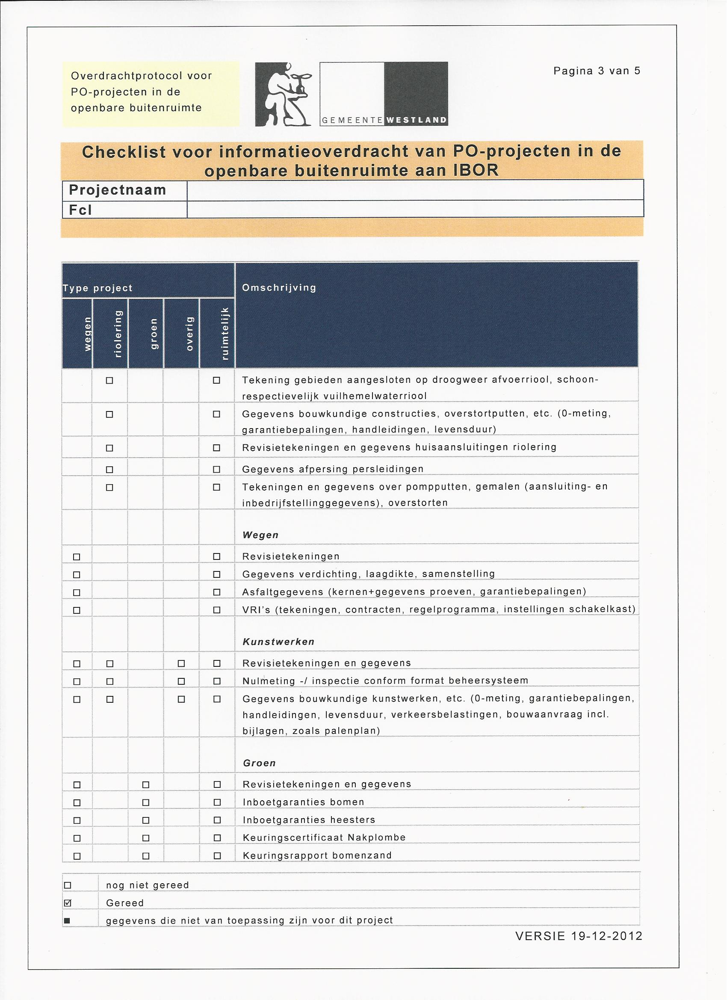 Overdrachtprotocol voor
PO-projecten in de
openbare buitenruimte
GEMEENTE WESTLAND
Pagina 3 van 5
Checklist voor informatieoverdracht van PO-projecten in de
openbare buitenruimte aan IBOR
Projectnaam
Fcl
Type project
Omschrijving
wegen
riolering
groen
overig
ruimtelijk
☐ ☐ Tekening gebieden aangesloten op droogweer afvoerriool, schoon-
respectievelijk vuilhemelwaterriool
☐ ☐ Gegevens bouwkundige constructies, overstortputten, etc. (0-meting,
garantiebepalingen, handleidingen, levensduur)
☐ ☐ Revisietekeningen en gegevens huisaansluitingen riolering
☐ ☐ Gegevens afpersing persleidingen
☐ ☐ Tekeningen en gegevens over pompputten, gemalen (aansluiting- en
inbedrijfstellinggegevens), overstorten
Wegen
☐ ☐ Revisietekeningen
☐ ☐ Gegevens verdichting, laagdikte, samenstelling
☐ ☐ Asfaltgegevens (kernen+gegevens proeven, garantiebepalingen)
☐ ☐ VRI's (tekeningen, contracten, regelprogramma, instellingen schakelkast)
Kunstwerken
☐ ☐ ☐ ☐ Revisietekeningen en gegevens
☐ ☐ ☐ ☐ Nulmeting -/ inspectie conform format beheersysteem
☐ ☐ ☐ ☐ Gegevens bouwkundige kunstwerken, etc. (0-meting, garantiebepalingen,
handleidingen, levensduur, verkeersbelastingen, bouwaanvraag incl.
bijlagen, zoals palenplan)
Groen
☐ ☐ ☐ Revisietekeningen en gegevens
☐ ☐ ☐ Inboetgaranties bomen
☐ ☐ ☐ Inboetgaranties heesters
☐ ☐ ☐ Keuringscertificaat Nakplombe
☐ ☐ ☐ Keuringsrapport bomenzand
☐ nog niet gereed
☑ Gereed
■ gegevens die niet van toepassing zijn voor dit project
VERSIE 19-12-2012